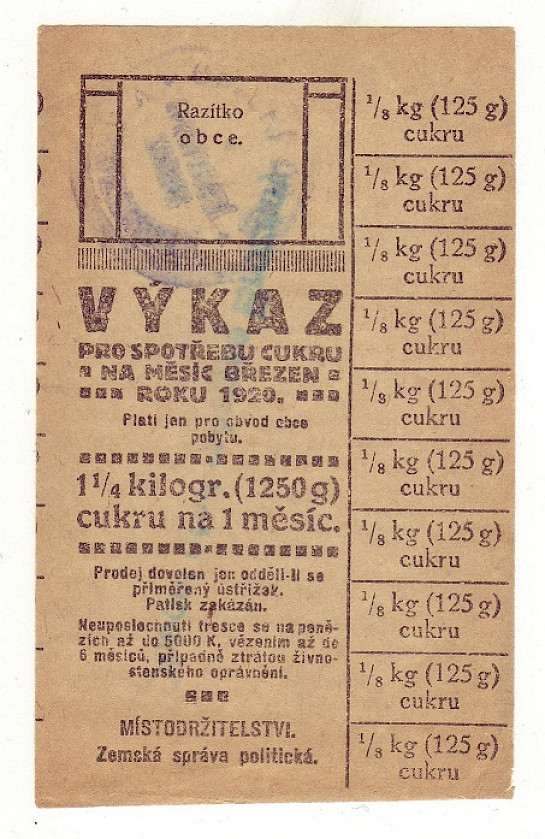 Razítko
obce.
VÝKAZ
PRO SPOTŘEBU CUKRU
NA MĚSÍC BŘEZEN
ROKU 1920.
Platí jen pro obvod obce
pobytu.
1 1/4 kilogr. (1250 g)
cukru na 1 měsíc.
Prodej dovolen jen oddělí-li se
přiměřený ústřižek.
Patisk zakázán.
Neuposlechnutí tresce se na peně-
zích až do 5000 K, vězením až do
6 měsíců, případně ztrátou živno-
stenského oprávnění.
MÍSTODRŽITELSTVÍ.
Zemská správa politická.
1/8 kg (125 g)
cukru
1/8 kg (125 g)
cukru
1/8 kg (125 g)
cukru
1/8 kg (125 g)
cukru
1/8 kg (125 g)
cukru
1/8 kg (125 g)
cukru
1/8 kg (125 g)
cukru
1/8 kg (125 g)
cukru
1/8 kg (125 g)
cukru
1/8 kg (125 g)
cukru